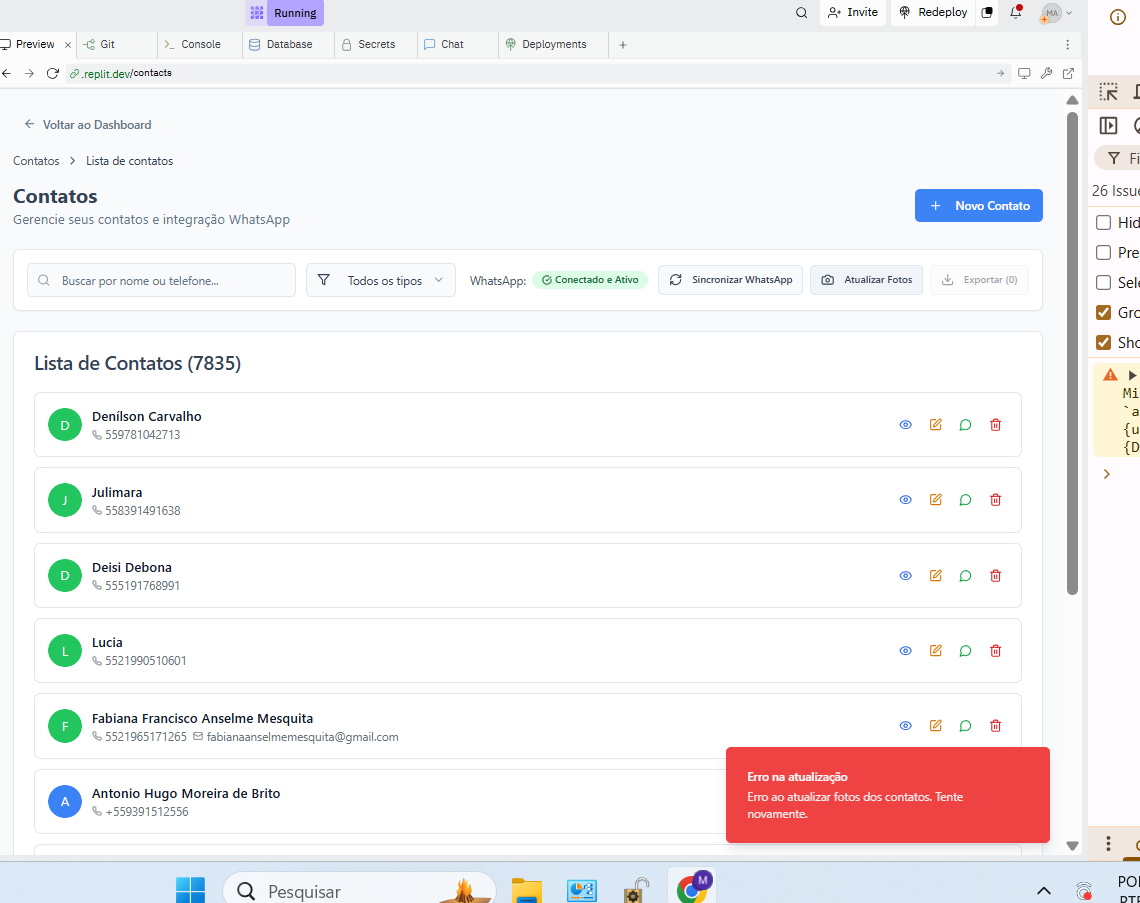 Running
Invite
Redeploy
MA
Preview
Git
Console
Database
Secrets
Chat
Deployments
.replit.dev/contacts
Voltar ao Dashboard
Contatos > Lista de contatos
Contatos
Gerencie seus contatos e integração WhatsApp
+ Novo Contato
Buscar por nome ou telefone...
Todos os tipos
WhatsApp:
Conectado e Ativo
Sincronizar WhatsApp
Atualizar Fotos
Exportar (0)
Lista de Contatos (7835)
D
Denílson Carvalho
559781042713
J
Julimara
558391491638
D
Deisi Debona
555191768991
L
Lucia
5521990510601
F
Fabiana Francisco Anselme Mesquita
5521965171265 fabianaanselmemesquita@gmail.com
A
Antonio Hugo Moreira de Brito
+559391512556
Erro na atualização
Erro ao atualizar fotos dos contatos. Tente
novamente.
Fi
26 Issue
Hid
Pre
Sele
Gro
Sho
Mi
`a
{u
{D
Pesquisar
M
POI
PTE